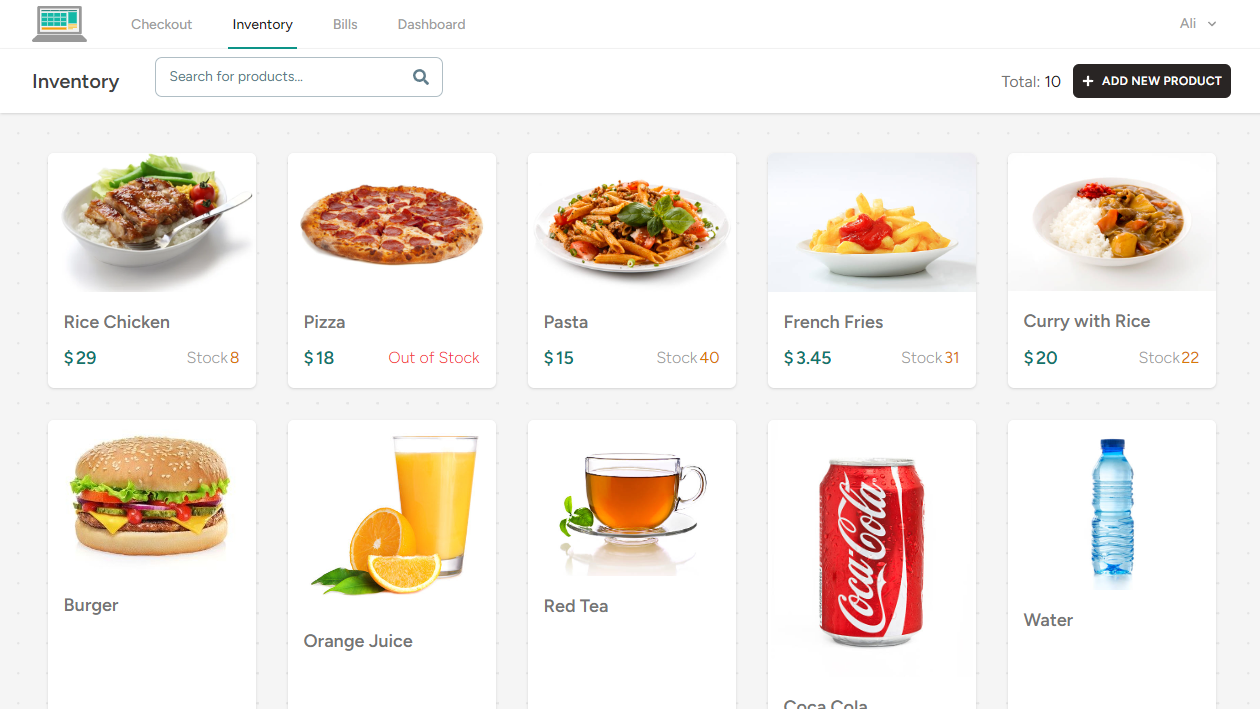 Checkout Inventory Bills Dashboard Ali
Inventory Search for products... Total: 10 + ADD NEW PRODUCT
Rice Chicken
$ 29 Stock 8
Pizza
$ 18 Out of Stock
Pasta
$ 15 Stock 40
French Fries
$ 3.45 Stock 31
Curry with Rice
$ 20 Stock 22
Burger
Orange Juice
Red Tea
Coca-Cola
Coca Cola
Water